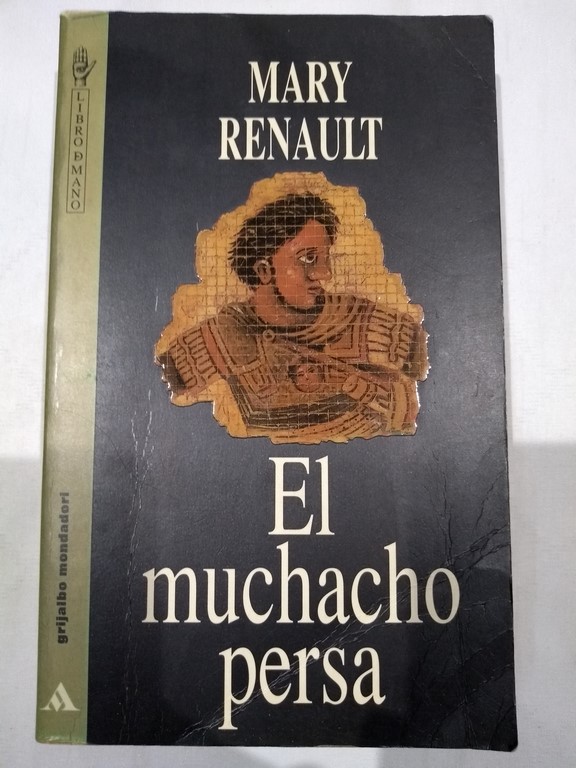 MARY
RENAULT
LIBRO DE MANO
El
muchacho
persa
grijalbo mondadori